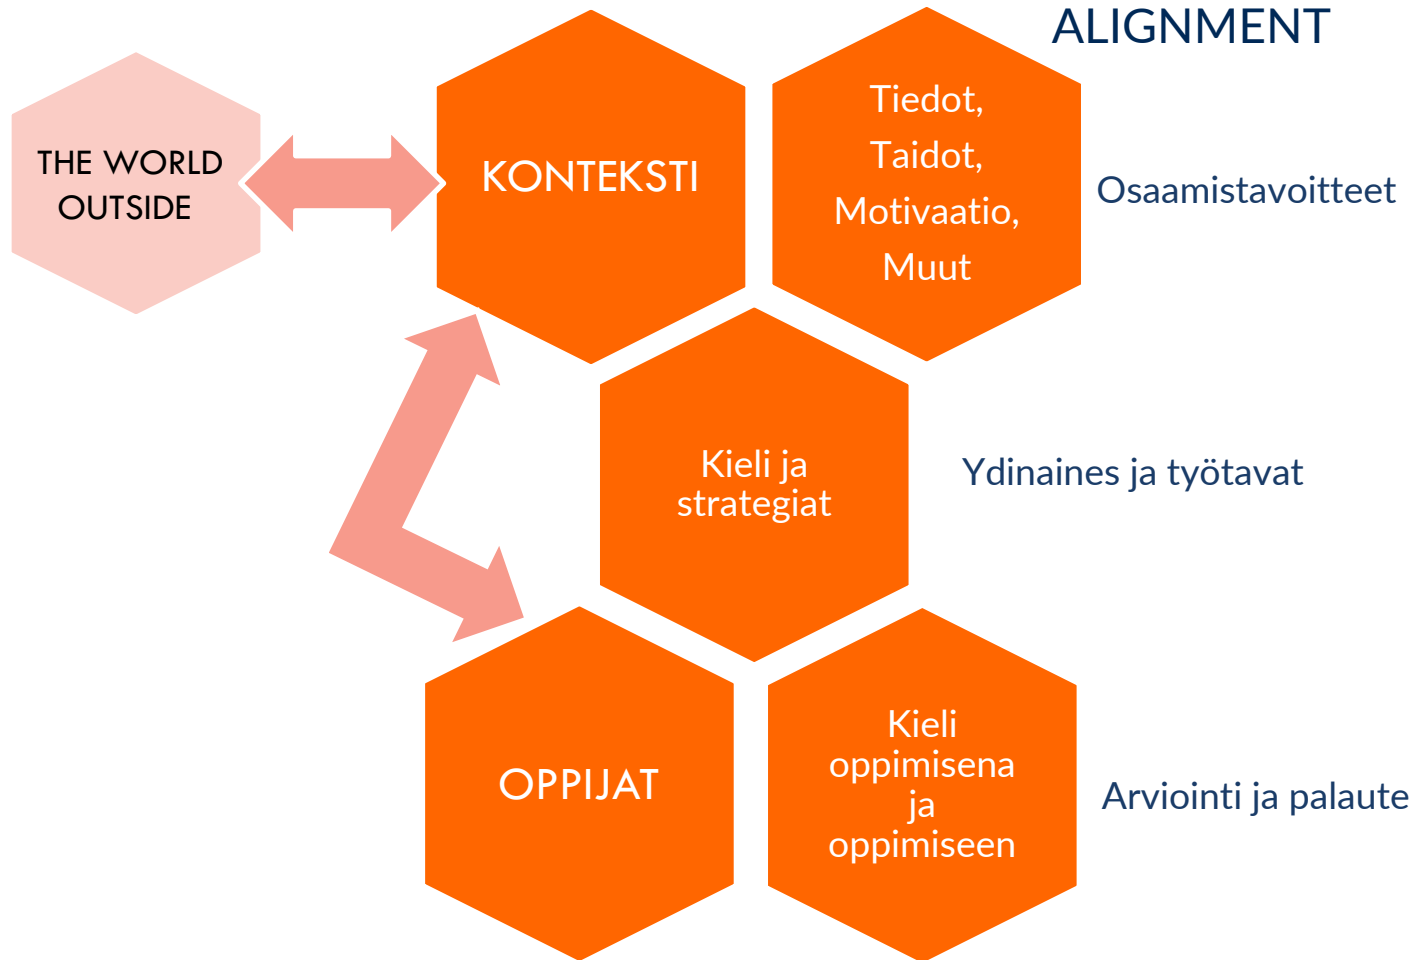 ALIGNMENT
THE WORLD
OUTSIDE
KONTEKSTI
Tiedot,
Taidot,
Motivaatio,
Muut
Osaamistavoitteet
Kieli ja
strategiat
Ydinaines ja työtavat
OPPIJAT
Kieli
oppimisena
ja
oppimiseen
Arviointi ja palaute